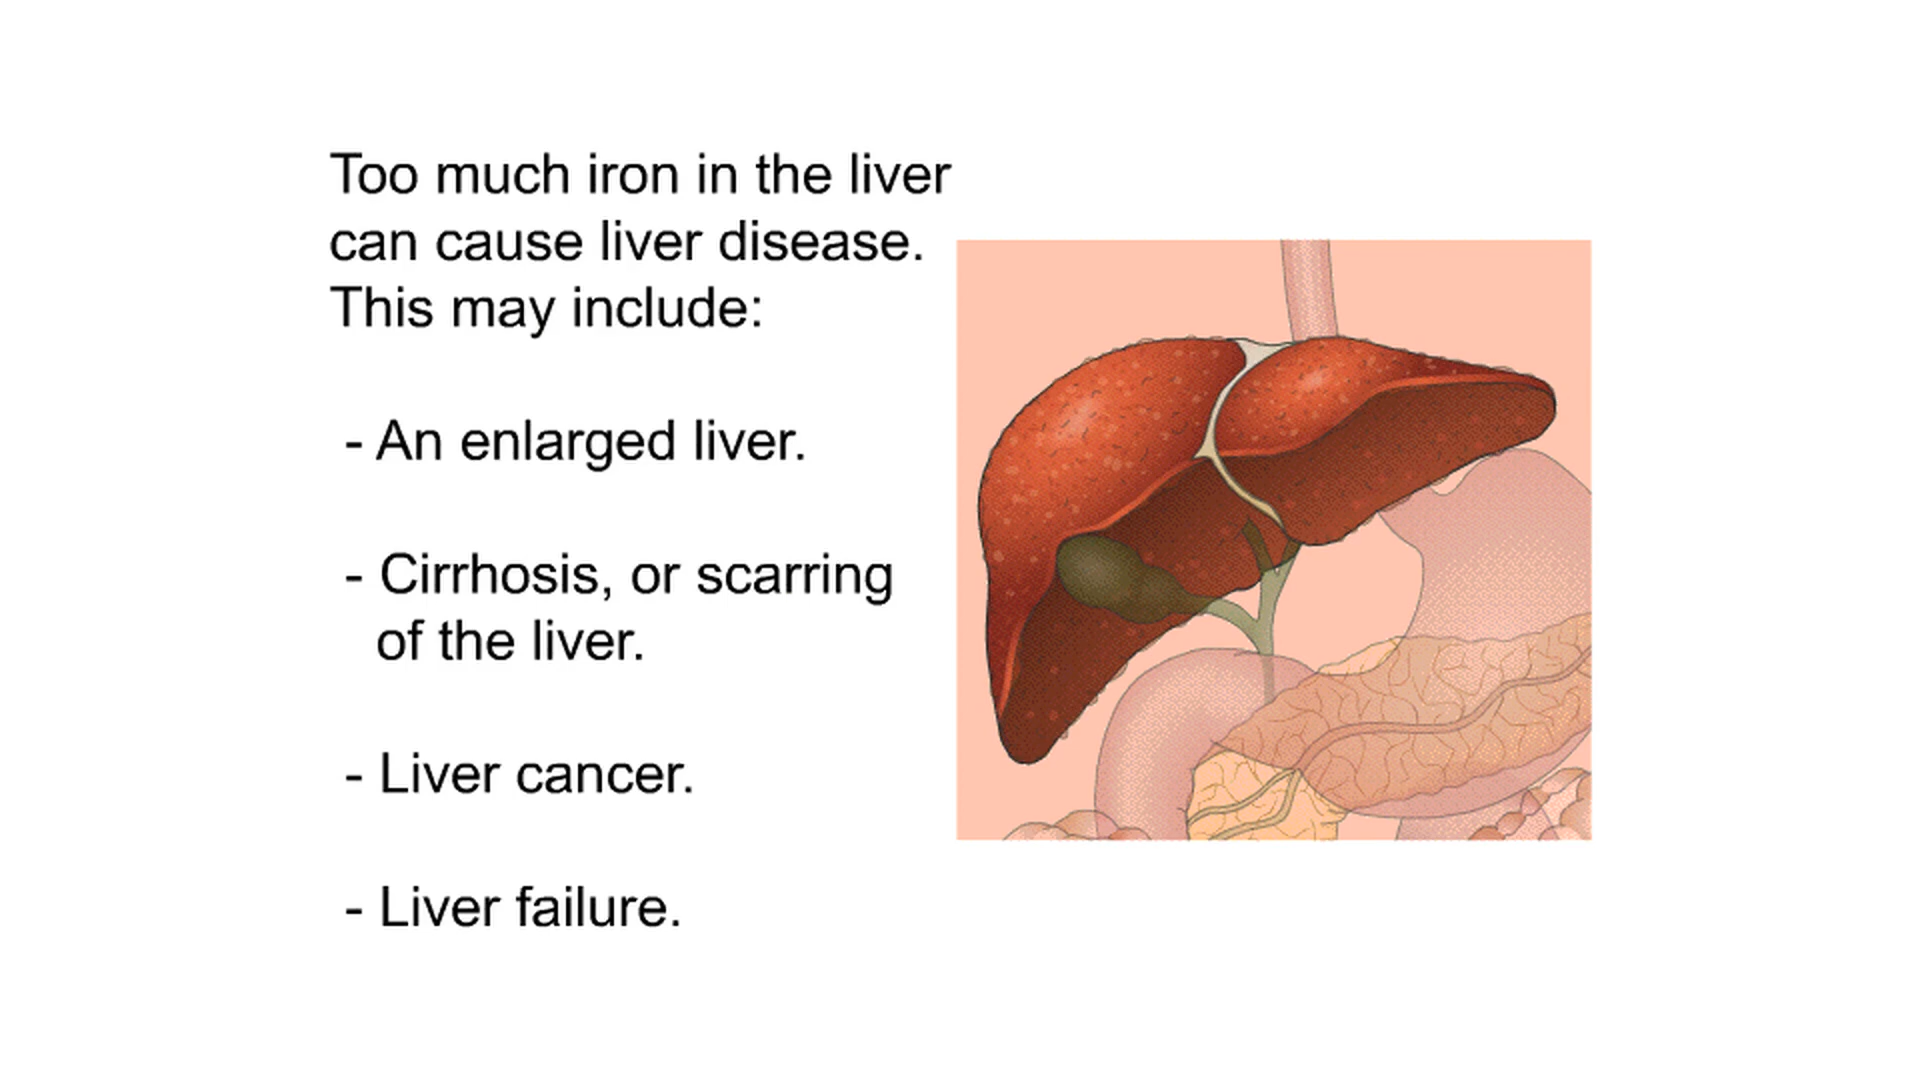 Too much iron in the liver
can cause liver disease.
This may include:
- An enlarged liver.
- Cirrhosis, or scarring
of the liver.
- Liver cancer.
- Liver failure.